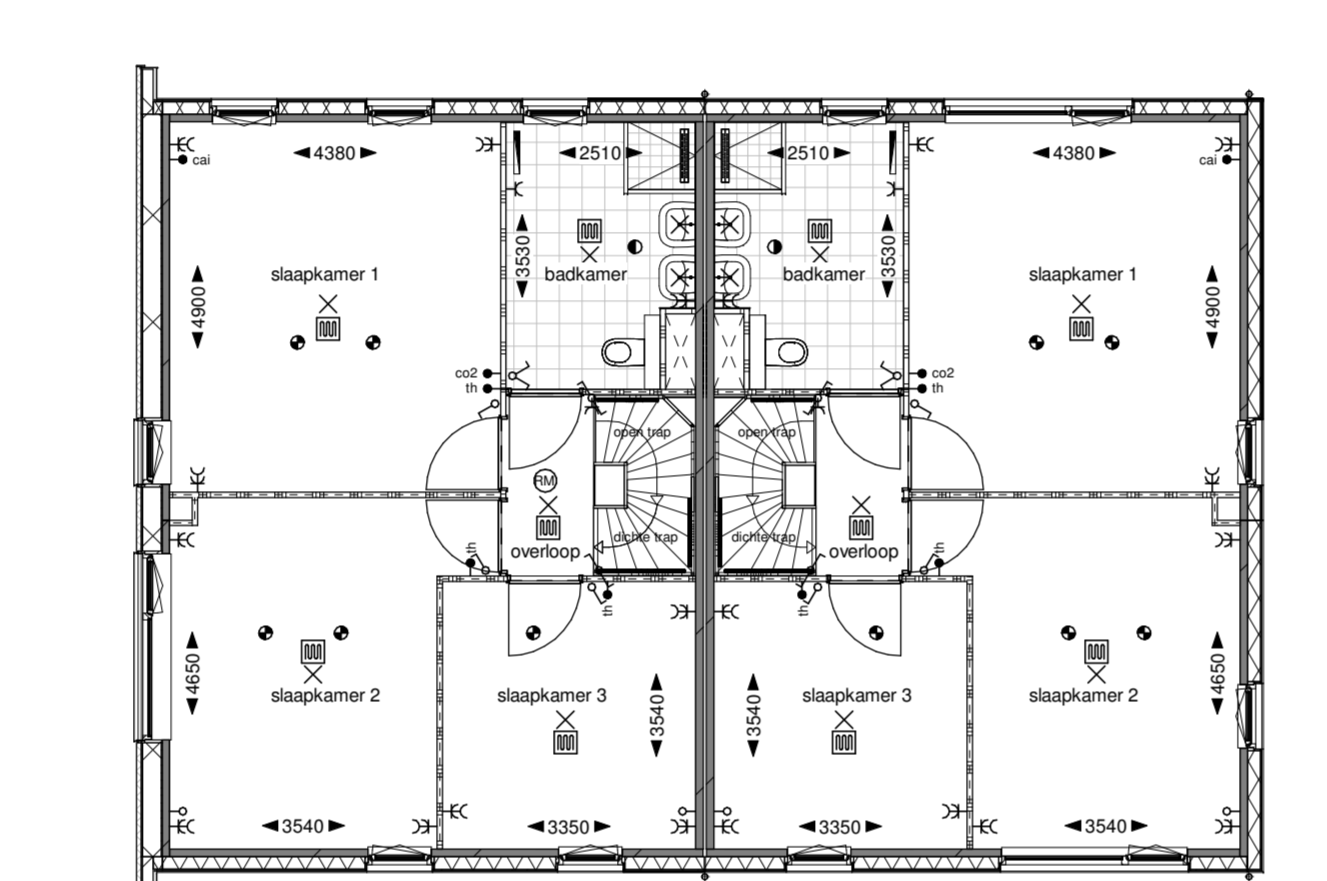 cai
4380
2510
2510
4380
cai
3530
3530
slaapkamer 1
badkamer
badkamer
slaapkamer 1
4900
4900
co2
th
co2
th
open trap
open trap
RM
dichte trap
dichte trap
overloop
overloop
th
th
th
th
4650
slaapkamer 2
slaapkamer 3
3540
3540
slaapkamer 3
slaapkamer 2
4650
3540
3350
3350
3540